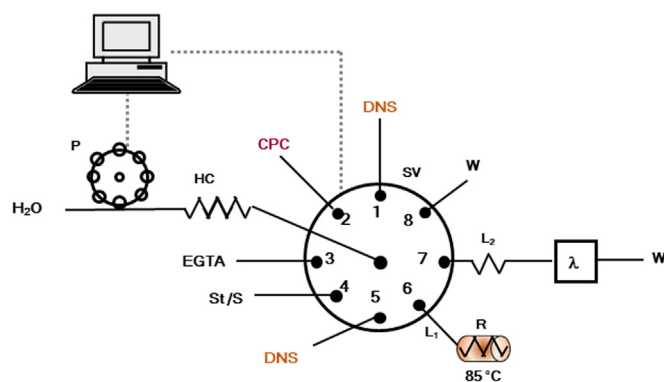 DNS
P
CPC
SV
W
HC
1
2
8
H₂O
L₂
EGTA
3
7
λ
W
4
6
St/S
5
L₁
R
DNS
85 °C